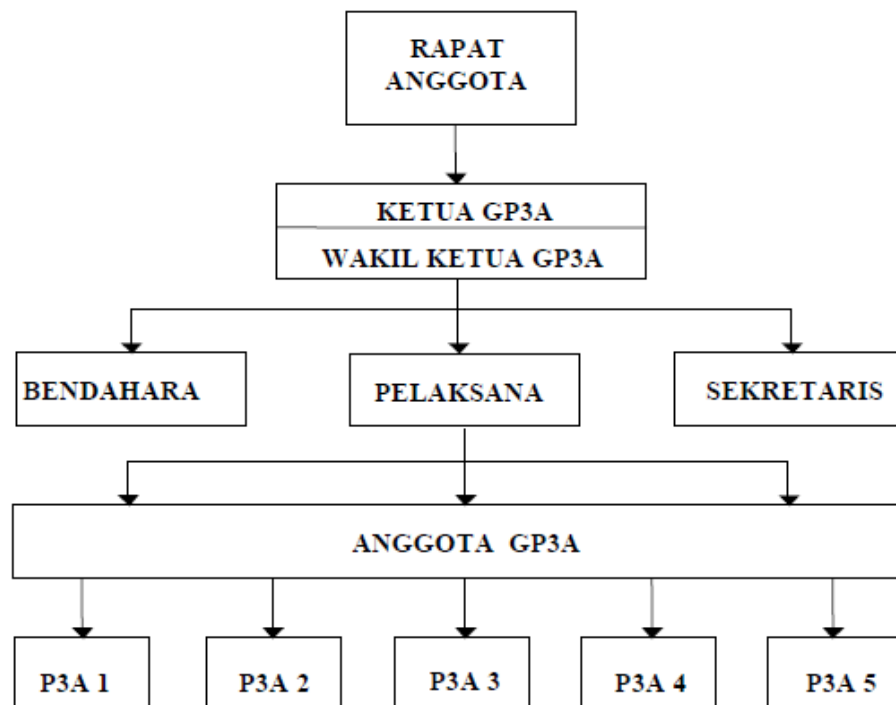 RAPAT
ANGGOTA
KETUA GP3A
WAKIL KETUA GP3A
BENDAHARA
PELAKSANA
SEKRETARIS
ANGGOTA GP3A
P3A 1
P3A 2
P3A 3
P3A 4
P3A 5